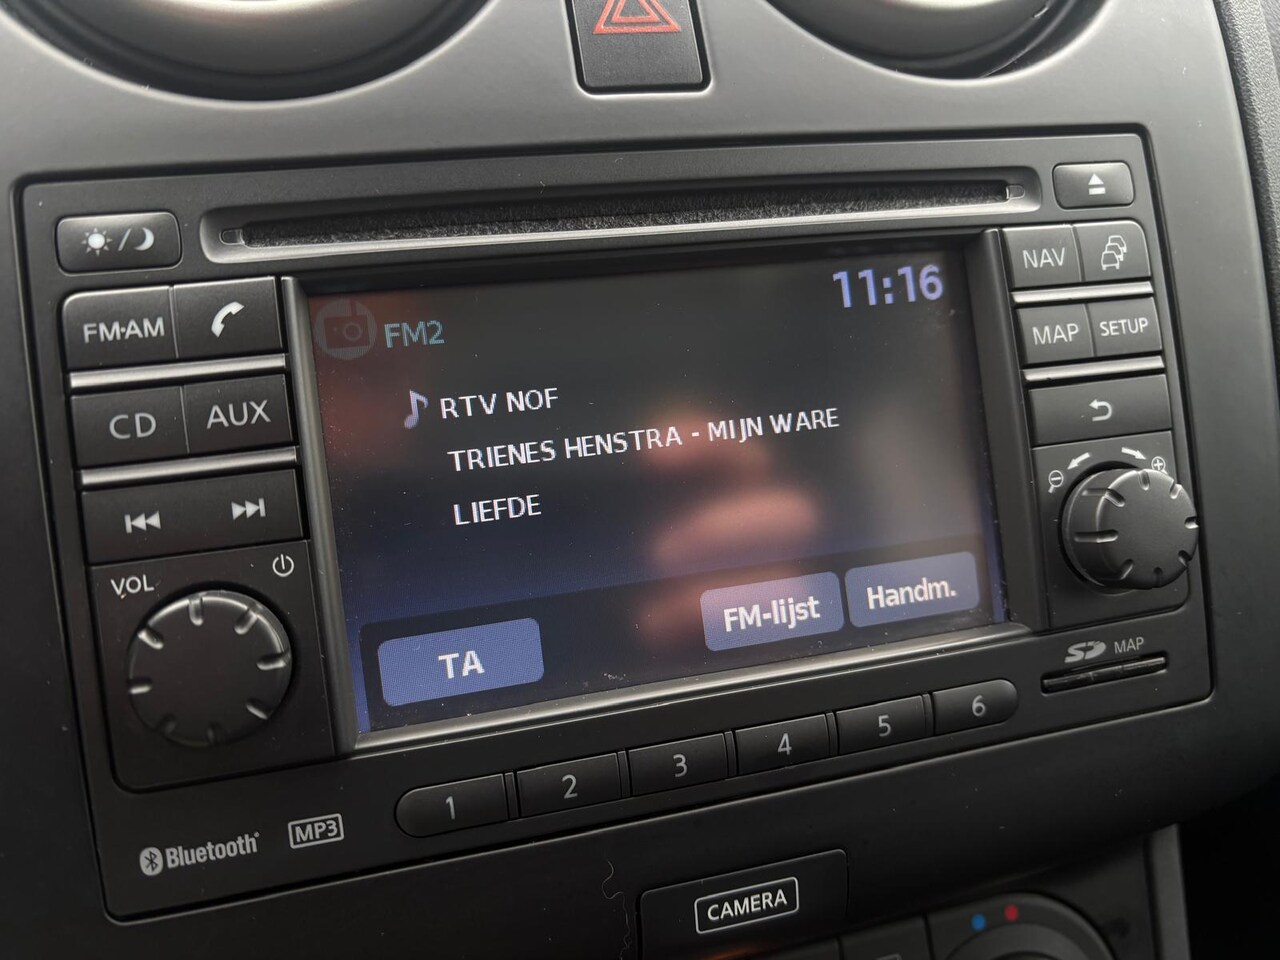 11:16
FM2
RTV NOF
TRIENES HENSTRA - MIJN WARE
LIEFDE
TA
FM-lijst
Handm.
FM·AM
CD
AUX
VOL
NAV
MAP
SETUP
SD MAP
1 2 3 4 5 6
Bluetooth
MP3
CAMERA